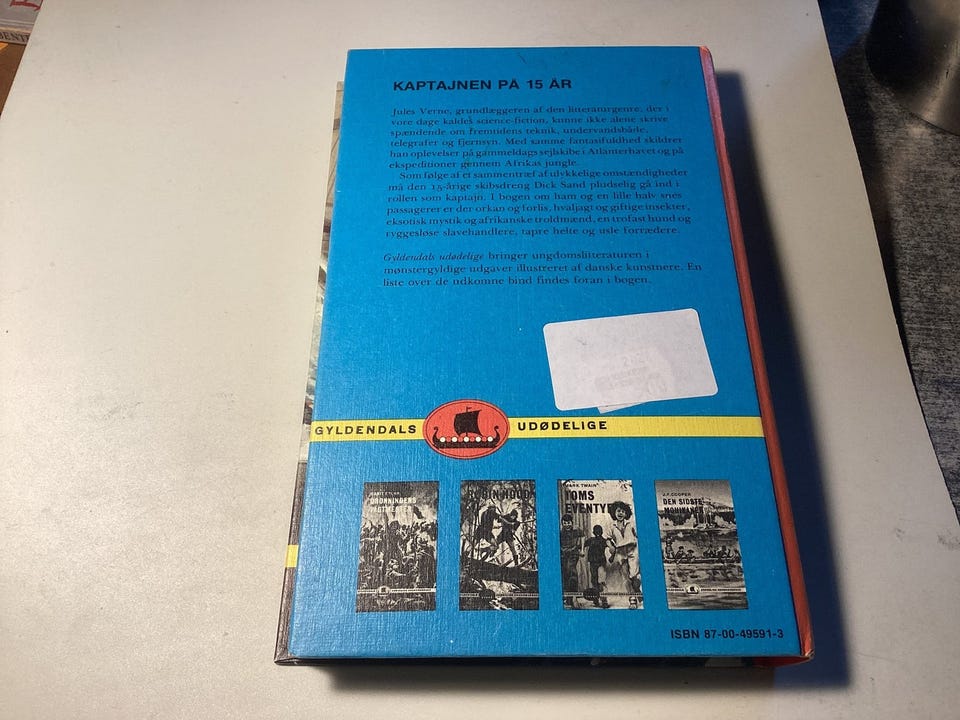 KAPTAJNEN PÅ 15 ÅR
Jules Verne, grundlæggeren af den litteraturgenre, der i
vore dage kaldes science-fiction, kunne ikke alene skrive
spændende om fremtidens teknik, undervandsbåde,
telegrafer og fjernsyn. Med samme fantasifuldhed skildrer
han oplevelser på gammeldags sejlskibe i Atlanterhavet og på
ekspeditioner gennem Afrikas jungle.
Som følge af et sammentræf af ulykkelige omstændigheder
må den 15-årige skibsdreng Dick Sand pludselig gå ind i
rollen som kaptajn. I bogen om ham og en lille halv snes
passagerer er der orkan og forlis, hvaljagt og giftige insekter,
eksotisk mystik og afrikanske troldmænd, en trofast hund og
ryggesløse slavehandlere, tapre helte og usle forrædere.
Gyldendals udødelige bringer ungdomslitteraturen i
mønstergyldige udgaver illustreret af danske kunstnere. En
liste over de udkomne bind findes foran i bogen.
GYLDENDALS UDØDELIGE
DRONNINGENS
VAGTMESTER
ROBIN HOOD
MARK TWAIN
TOMS
EVENTYR
J.F. COOPER
DEN SIDSTE
MOHIKANER
ISBN 87-00-49591-3